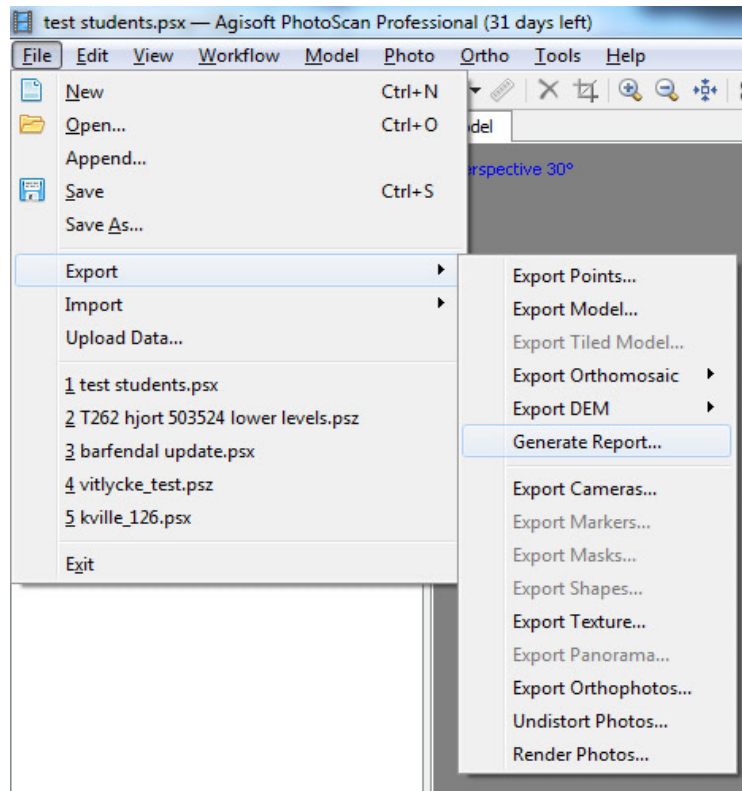 test students.psx — Agisoft PhotoScan Professional (31 days left)
File Edit View Workflow Model Photo Ortho Tools Help
New Ctrl+N
Open... Ctrl+O
Append...
Save Ctrl+S
Save As...
Export
Import
Upload Data...
1 test students.psx
2 T262 hjort 503524 lower levels.psz
3 barfendal update.psx
4 vitlycke_test.psz
5 kville_126.psx
Exit
del
erspective 30°
Export Points...
Export Model...
Export Tiled Model...
Export Orthomosaic
Export DEM
Generate Report...
Export Cameras...
Export Markers...
Export Masks...
Export Shapes...
Export Texture...
Export Panorama...
Export Orthophotos...
Undistort Photos...
Render Photos...